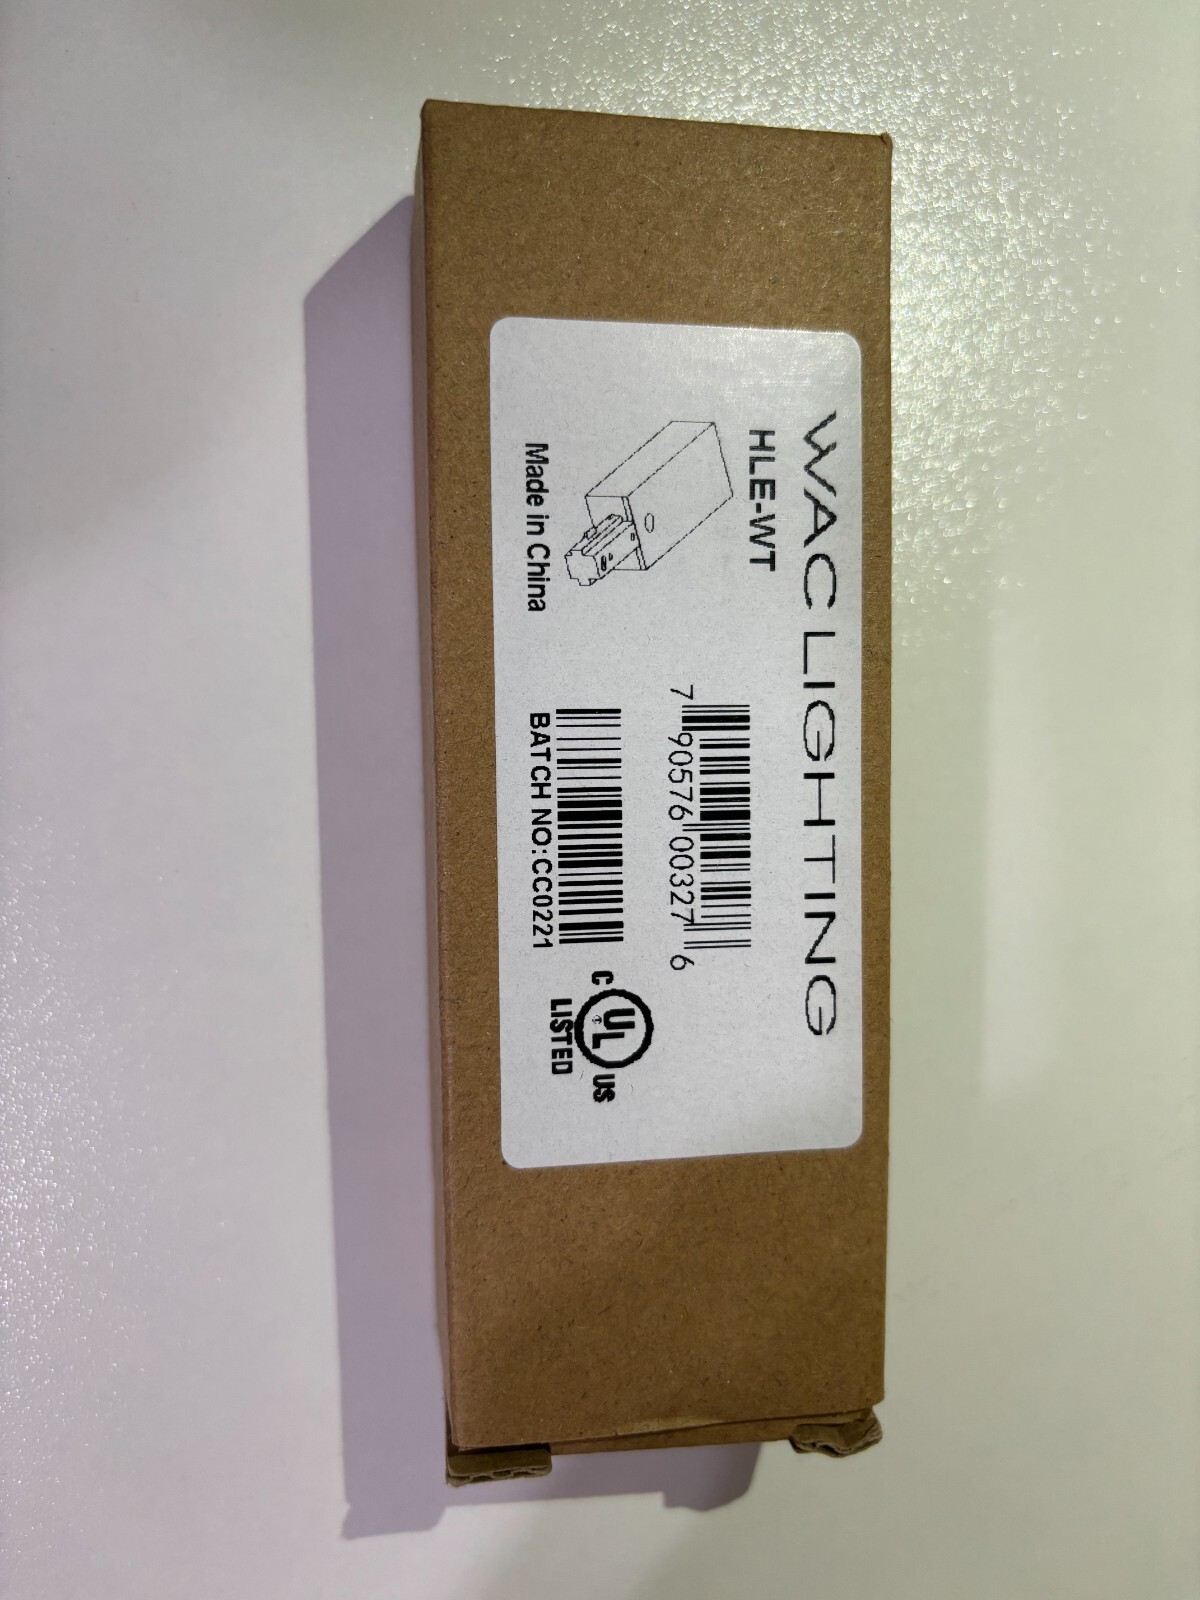 WAC LIGHTING
HLE-WT
7 90576 00327 6
Made in China
BATCH NO:CC0221
C UL US
LISTED